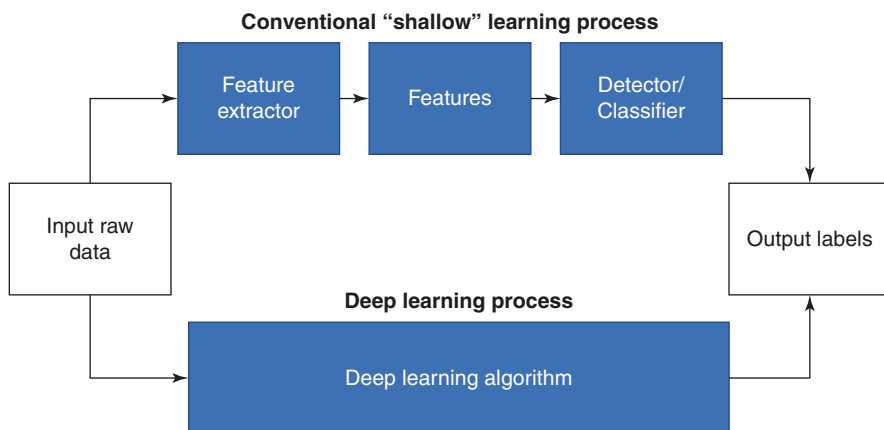 Conventional “shallow” learning process
Feature
extractor
Features
Detector/
Classifier
Input raw
data
Output labels
Deep learning process
Deep learning algorithm